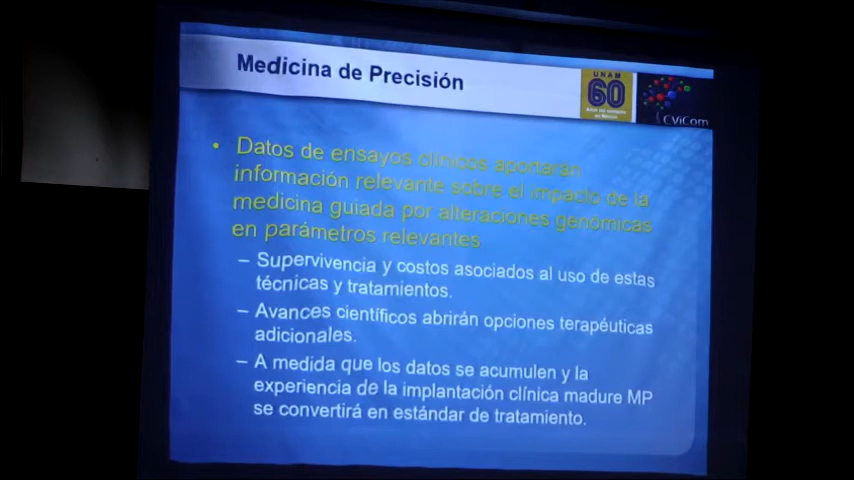 Medicina de Precisión
UNAM
60
CViCom
• Datos de ensayos clínicos aportarán
información relevante sobre el impacto de la
medicina guiada por alteraciones genómicas
en parámetros relevantes
– Supervivencia y costos asociados al uso de estas
técnicas y tratamientos.
– Avances científicos abrirán opciones terapéuticas
adicionales.
– A medida que los datos se acumulen y la
experiencia de la implantación clínica madure MP
se convertirá en estándar de tratamiento.